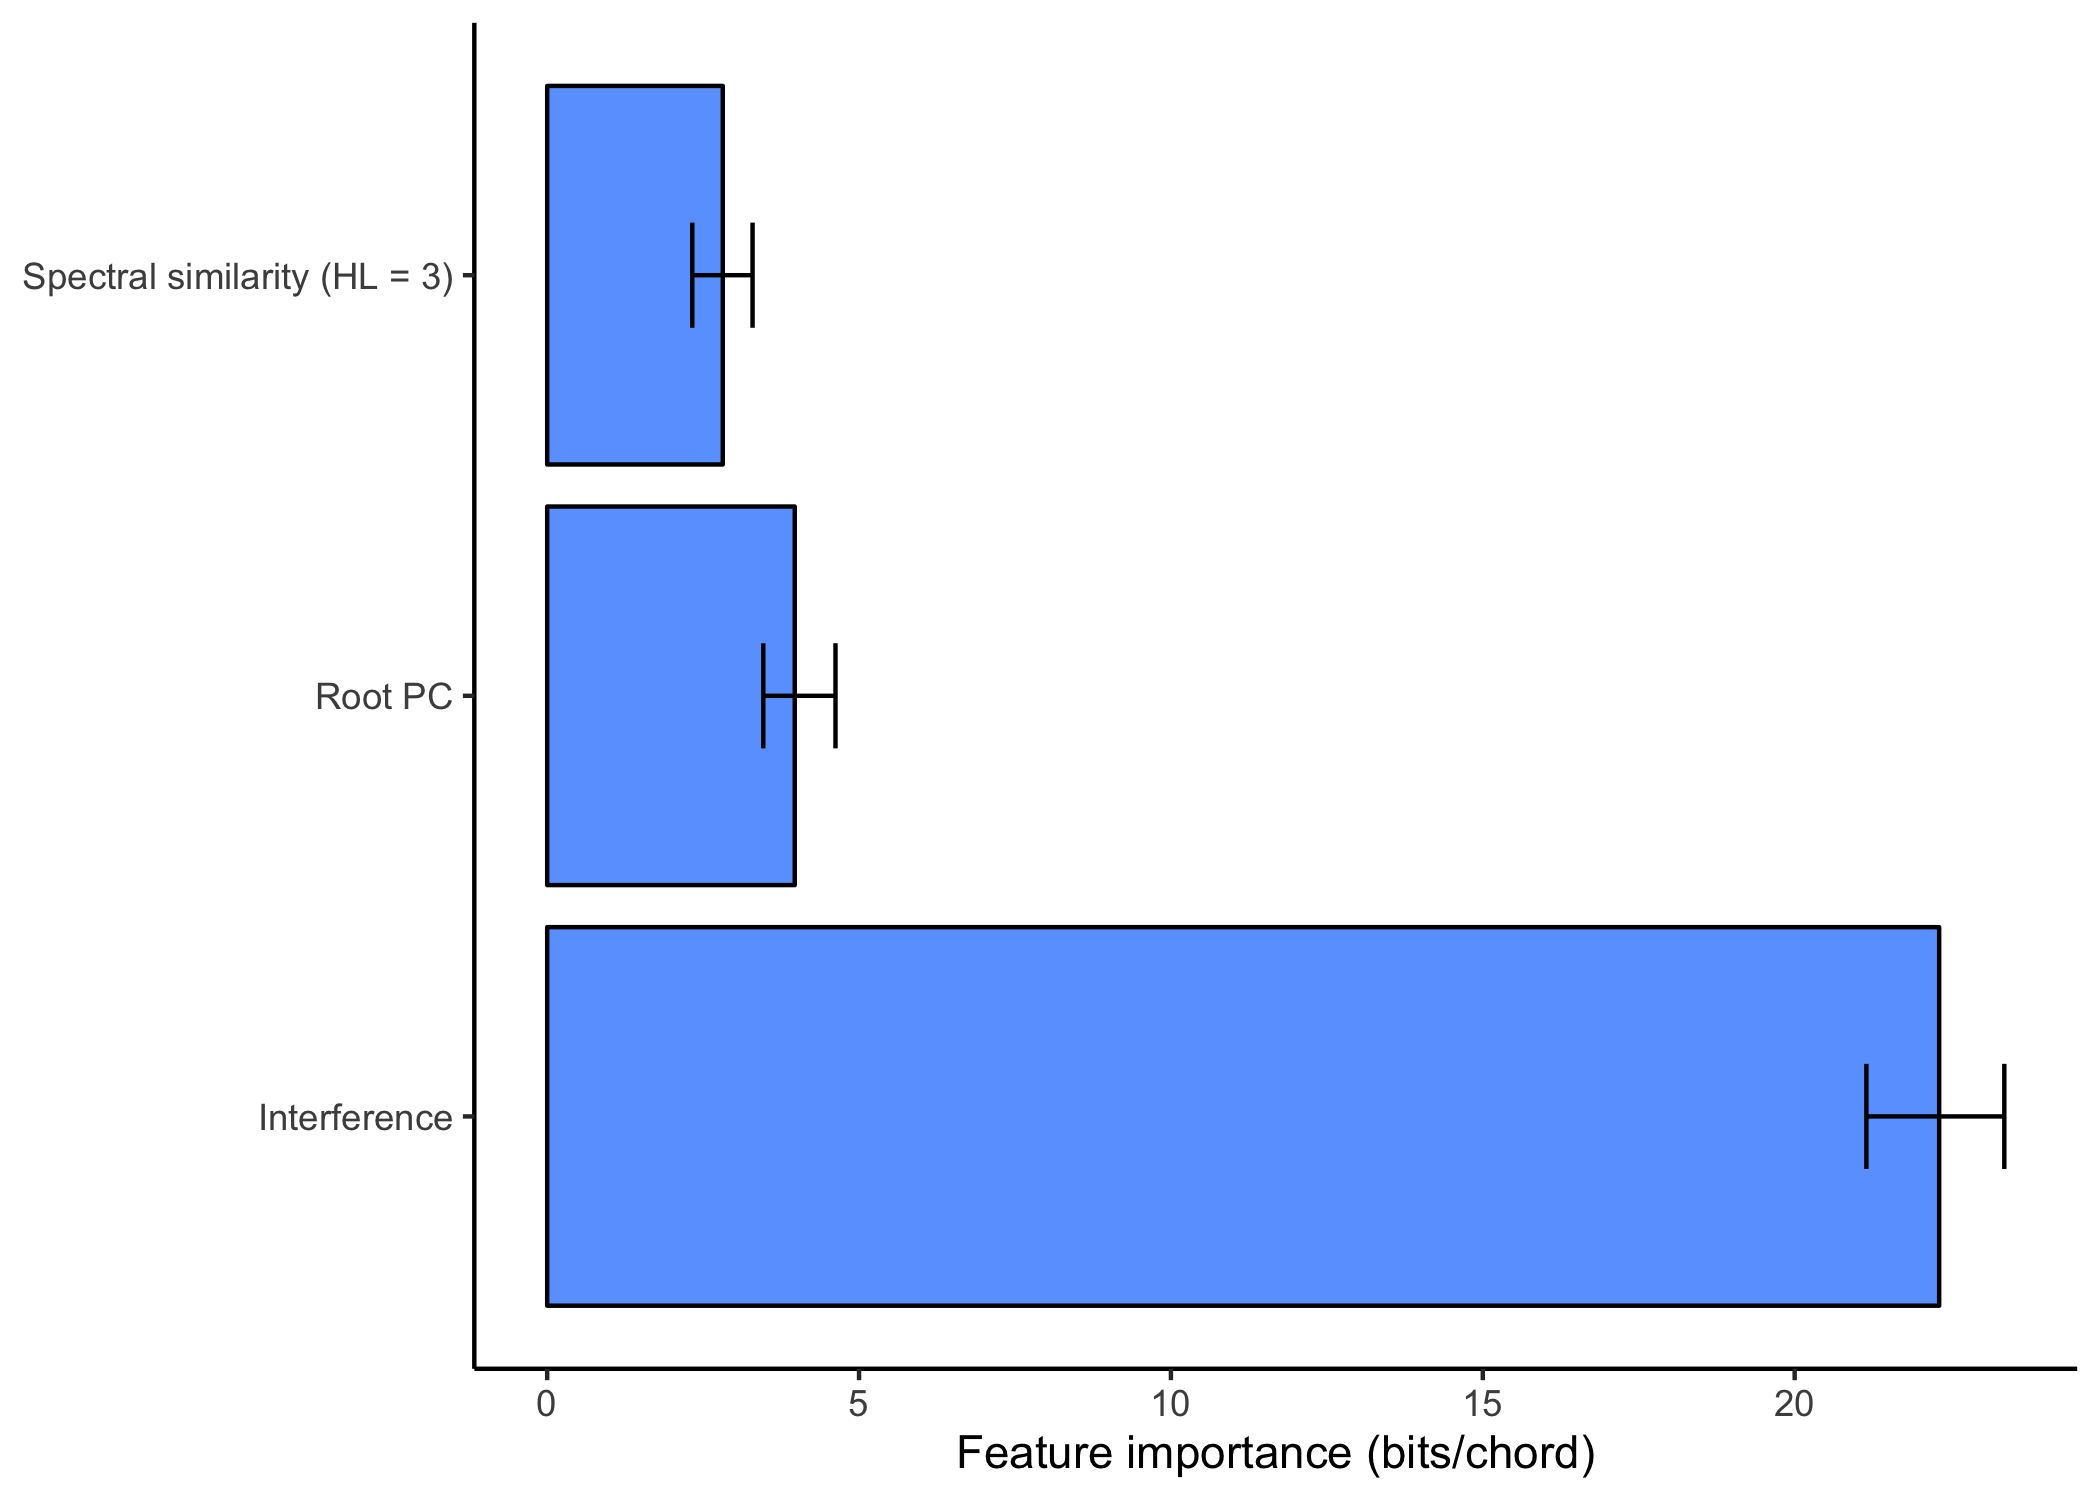 Spectral similarity (HL = 3)
Root PC
Interference
0 5 10 15 20
Feature importance (bits/chord)